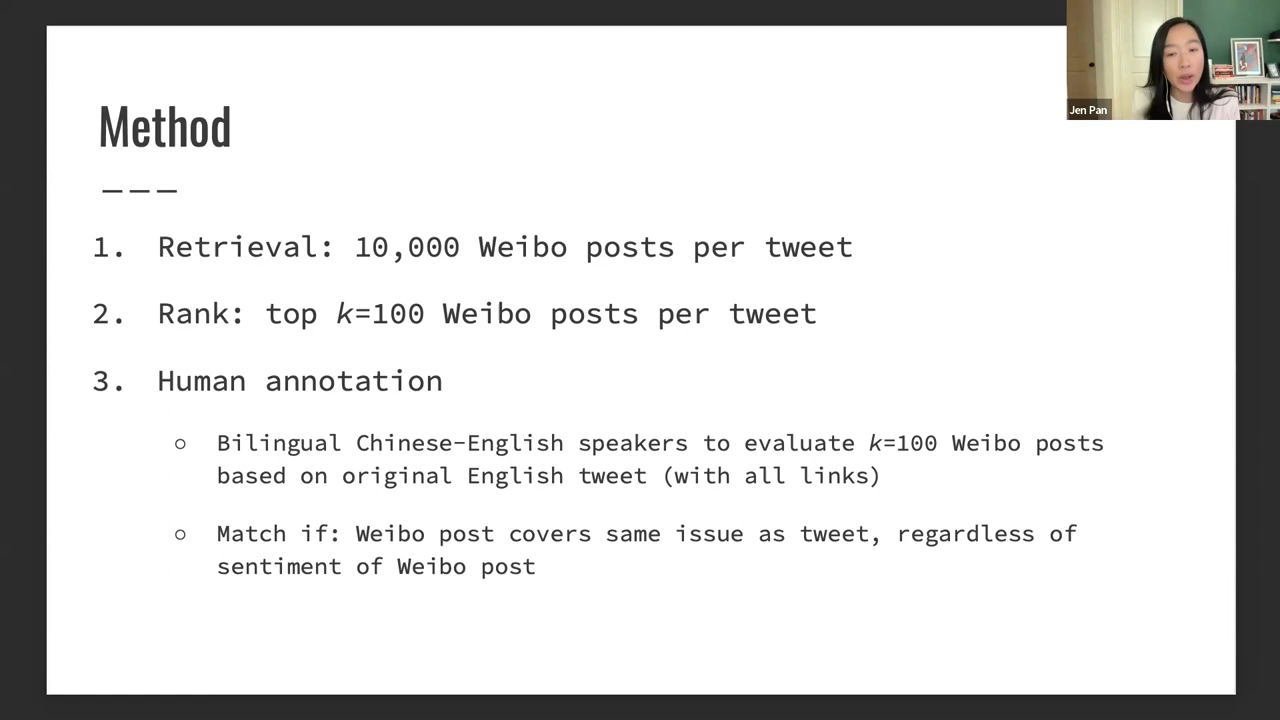 Jen Pan
Method
———
1. Retrieval: 10,000 Weibo posts per tweet
2. Rank: top k=100 Weibo posts per tweet
3. Human annotation
○ Bilingual Chinese-English speakers to evaluate k=100 Weibo posts
based on original English tweet (with all links)
○ Match if: Weibo post covers same issue as tweet, regardless of
sentiment of Weibo post